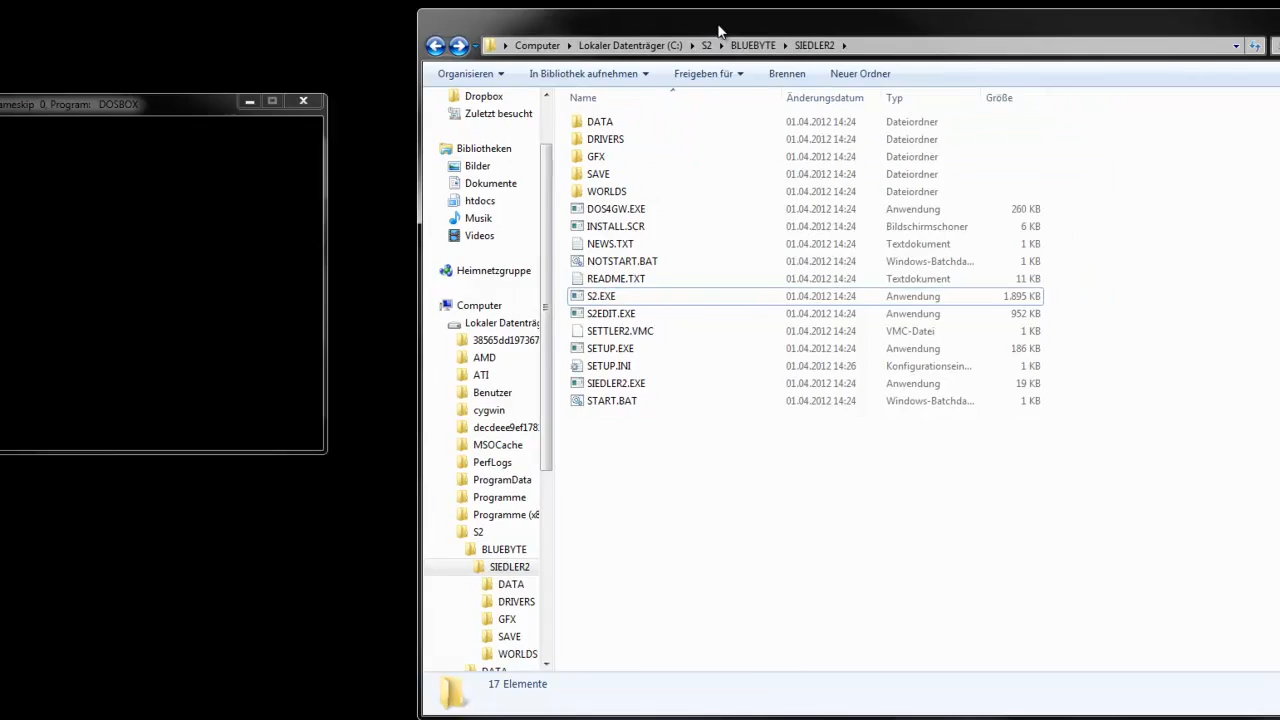 ameskip 0, Program: DOSBOX
Computer Lokaler Datenträger (C:) S2 BLUEBYTE SIEDLER2
Organisieren In Bibliothek aufnehmen Freigeben für Brennen Neuer Ordner
Name Änderungsdatum Typ Größe
Dropbox
Zuletzt besucht
Bibliotheken
Bilder
Dokumente
htdocs
Musik
Videos
Heimnetzgruppe
Computer
Lokaler Datenträg
38565dd197367
AMD
ATI
Benutzer
cygwin
decdeee9ef178
MSOCache
PerfLogs
ProgramData
Programme
Programme (x8
S2
BLUEBYTE
SIEDLER2
DATA
DRIVERS
GFX
SAVE
WORLDS
DATA
DATA 01.04.2012 14:24 Dateiordner
DRIVERS 01.04.2012 14:24 Dateiordner
GFX 01.04.2012 14:24 Dateiordner
SAVE 01.04.2012 14:24 Dateiordner
WORLDS 01.04.2012 14:24 Dateiordner
DOS4GW.EXE 01.04.2012 14:24 Anwendung 260 KB
INSTALL.SCR 01.04.2012 14:24 Bildschirmschoner 6 KB
NEWS.TXT 01.04.2012 14:24 Textdokument 1 KB
NOTSTART.BAT 01.04.2012 14:24 Windows-Batchda... 1 KB
README.TXT 01.04.2012 14:24 Textdokument 11 KB
S2.EXE 01.04.2012 14:24 Anwendung 1.895 KB
S2EDIT.EXE 01.04.2012 14:24 Anwendung 952 KB
SETTLER2.VMC 01.04.2012 14:24 VMC-Datei 1 KB
SETUP.EXE 01.04.2012 14:24 Anwendung 186 KB
SETUP.INI 01.04.2012 14:26 Konfigurationsein... 1 KB
SIEDLER2.EXE 01.04.2012 14:24 Anwendung 19 KB
START.BAT 01.04.2012 14:24 Windows-Batchda... 1 KB
17 Elemente